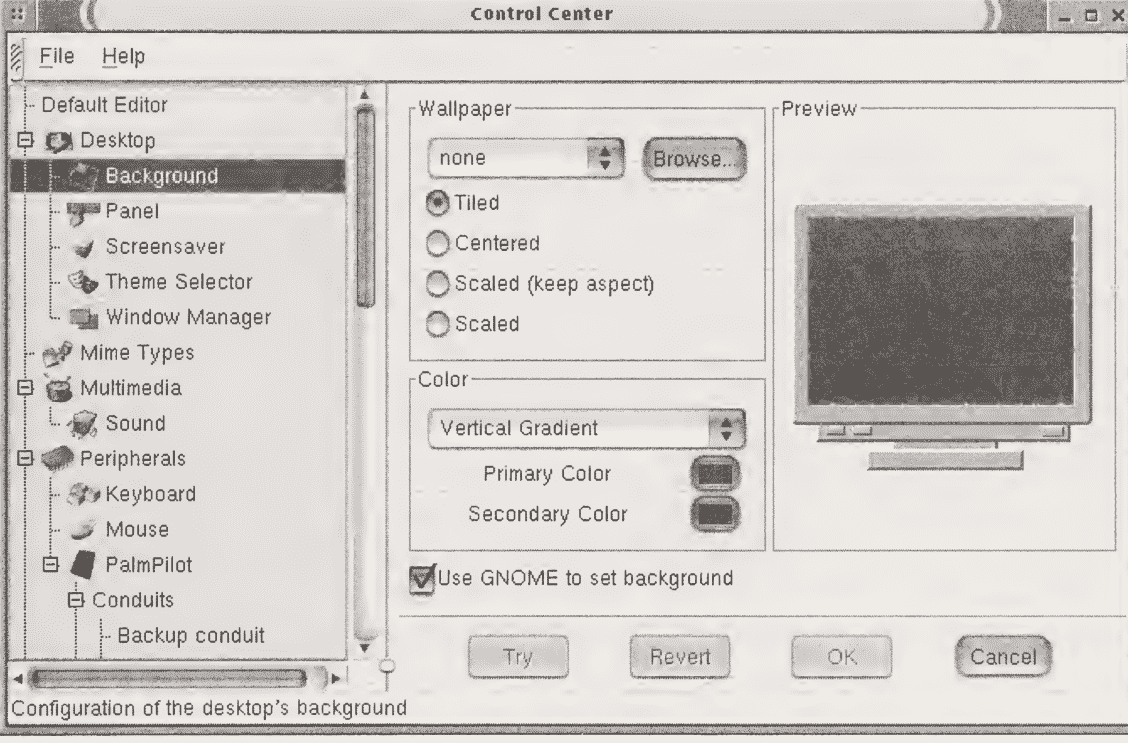 Control Center
File Help
Default Editor
Desktop
Background
Panel
Screensaver
Theme Selector
Window Manager
Mime Types
Multimedia
Sound
Peripherals
Keyboard
Mouse
PalmPilot
Conduits
Backup conduit
Wallpaper
none Browse...
Tiled
Centered
Scaled (keep aspect)
Scaled
Color
Vertical Gradient
Primary Color
Secondary Color
Preview
Use GNOME to set background
Try Revert OK Cancel
Configuration of the desktop's background